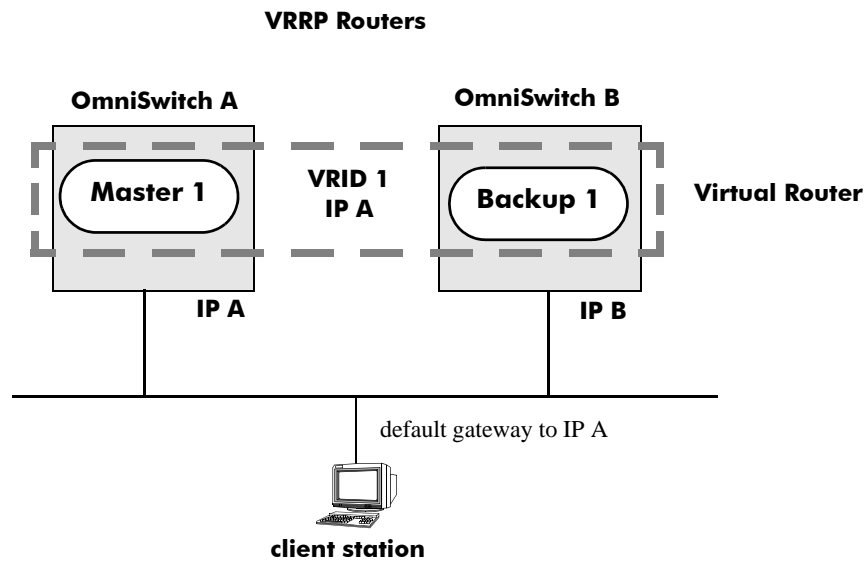 VRRP Routers
OmniSwitch A
OmniSwitch B
Master 1
VRID 1
IP A
Backup 1
Virtual Router
IP A
IP B
default gateway to IP A
client station